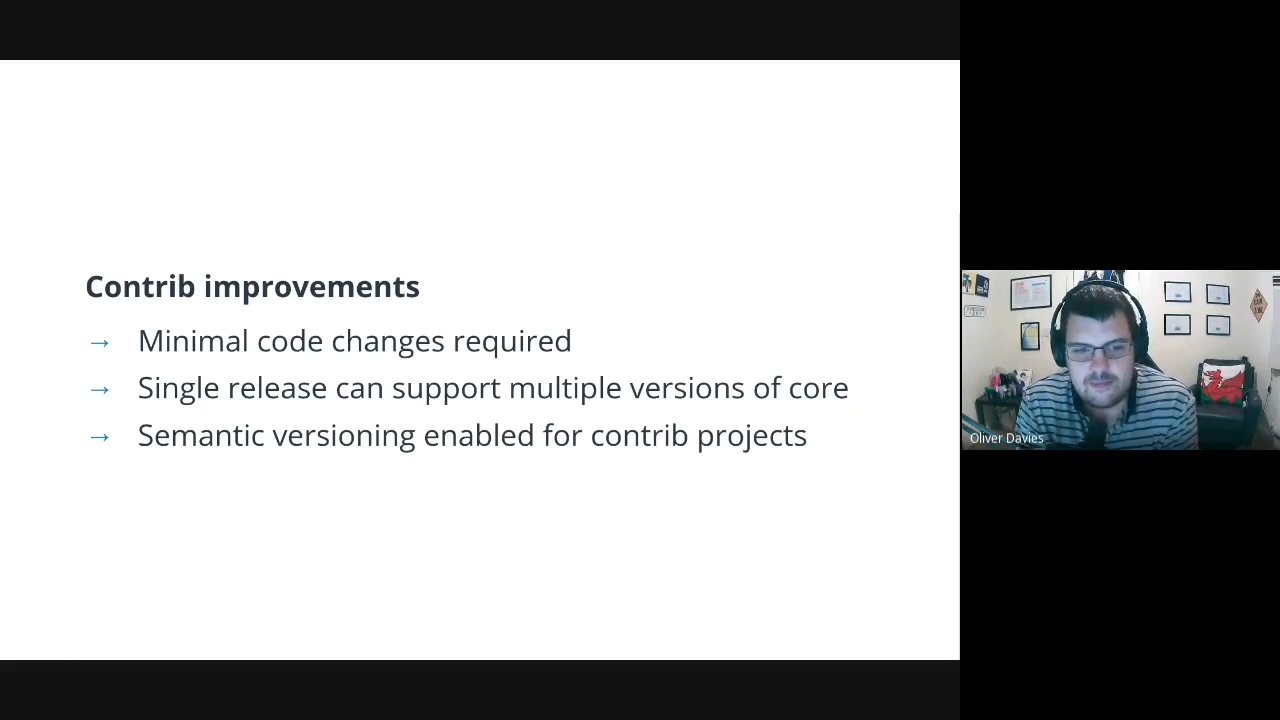 Contrib improvements
→ Minimal code changes required
→ Single release can support multiple versions of core
→ Semantic versioning enabled for contrib projects
Oliver Davies